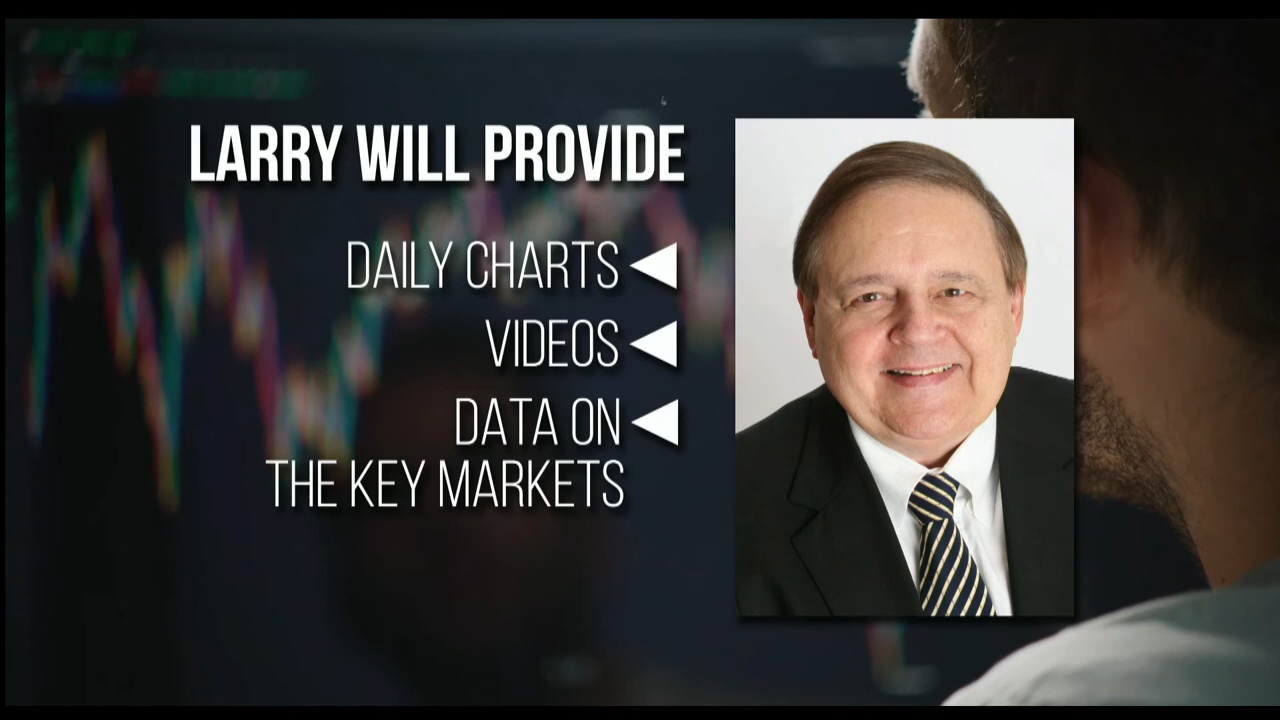 LARRY WILL PROVIDE
DAILY CHARTS
VIDEOS
DATA ON
THE KEY MARKETS